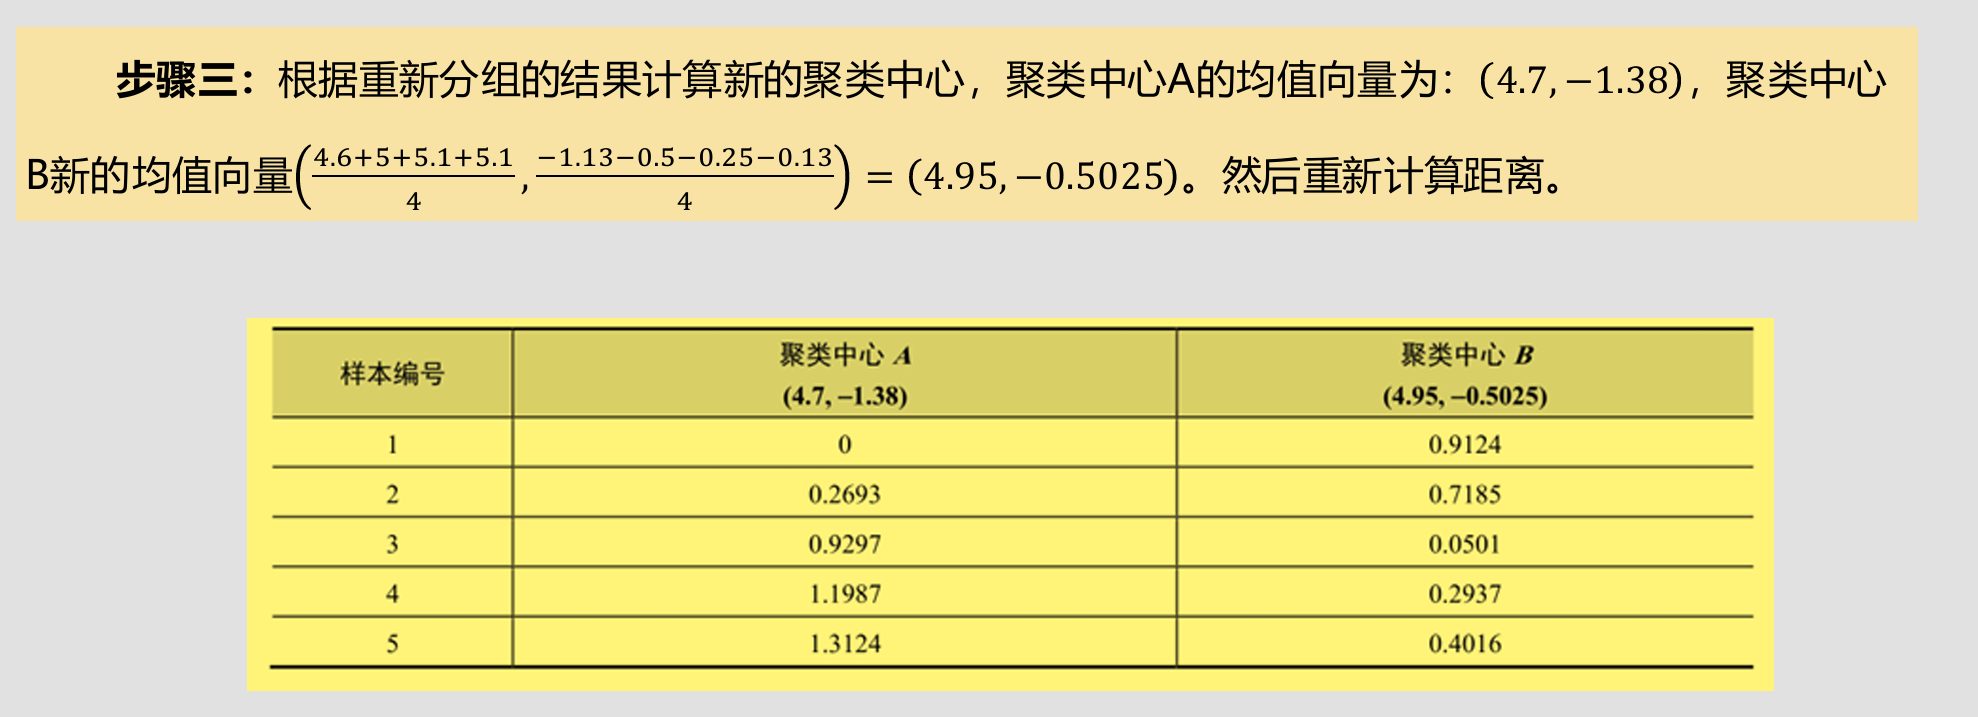 步骤三：根据重新分组的结果计算新的聚类中心，聚类中心A的均值向量为：(4.7,−1.38)，聚类中心
B新的均值向量(\frac{4.6+5+5.1+5.1}{4},\frac{−1.13−0.5−0.25−0.13}{4}) = (4.95,−0.5025)。然后重新计算距离。
样本编号 聚类中心 A 聚类中心 B
(4.7, –1.38) (4.95, –0.5025)
1 0 0.9124
2 0.2693 0.7185
3 0.9297 0.0501
4 1.1987 0.2937
5 1.3124 0.4016